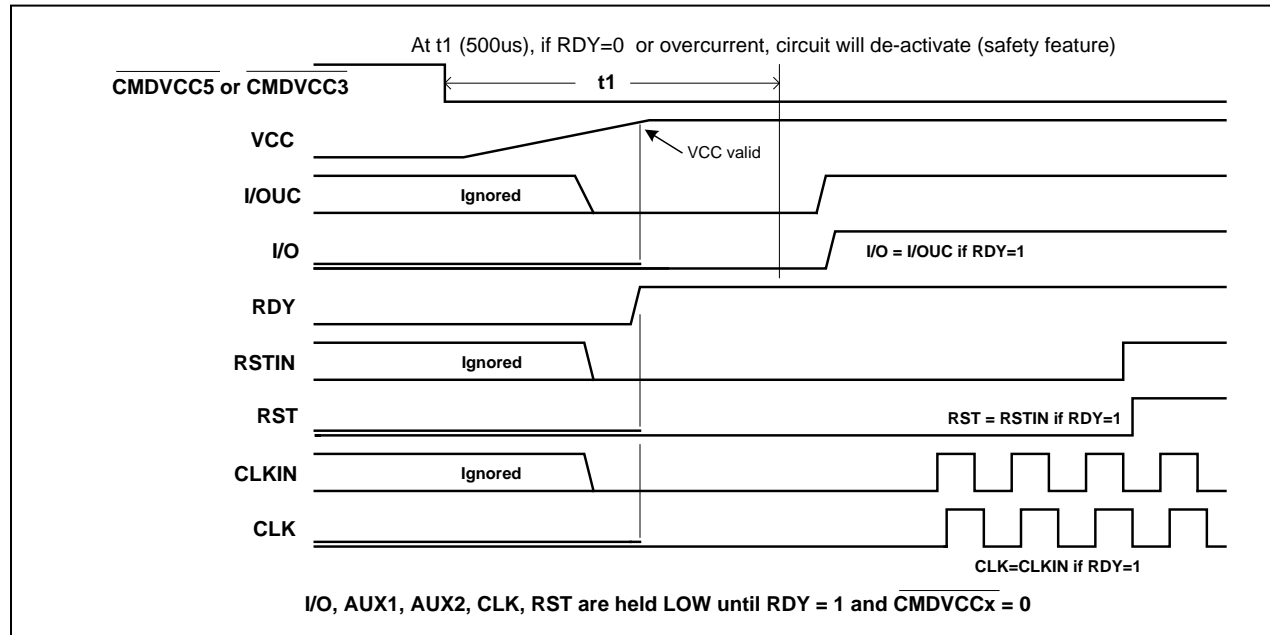 At t1 (500us), if RDY=0 or overcurrent, circuit will de-activate (safety feature)
CMDVCC5 or CMDVCC3
t1
VCC
VCC valid
I/OUC
Ignored
I/O
I/O = I/OUC if RDY=1
RDY
RSTIN
Ignored
RST
RST = RSTIN if RDY=1
CLKIN
Ignored
CLK
CLK=CLKIN if RDY=1
I/O, AUX1, AUX2, CLK, RST are held LOW until RDY = 1 and CMDVCCx = 0